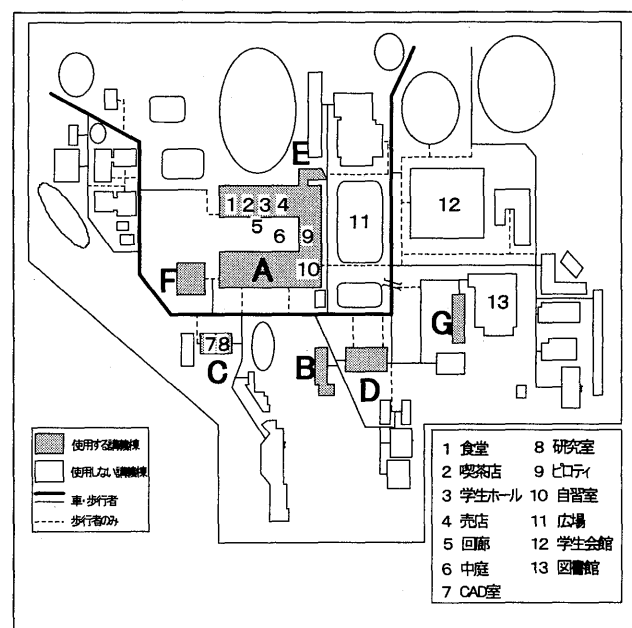 E
1 2 3 4
5
6 9
11
12
F
A
10
G
13
7 8
C
B
D
使用する講義棟
使用しない講義棟
車・歩行者
歩行者のみ
1 食堂
2 喫茶店
3 学生ホール
4 売店
5 回廊
6 中庭
7 CAD室
8 研究室
9 ピロティ
10 自習室
11 広場
12 学生会館
13 図書館